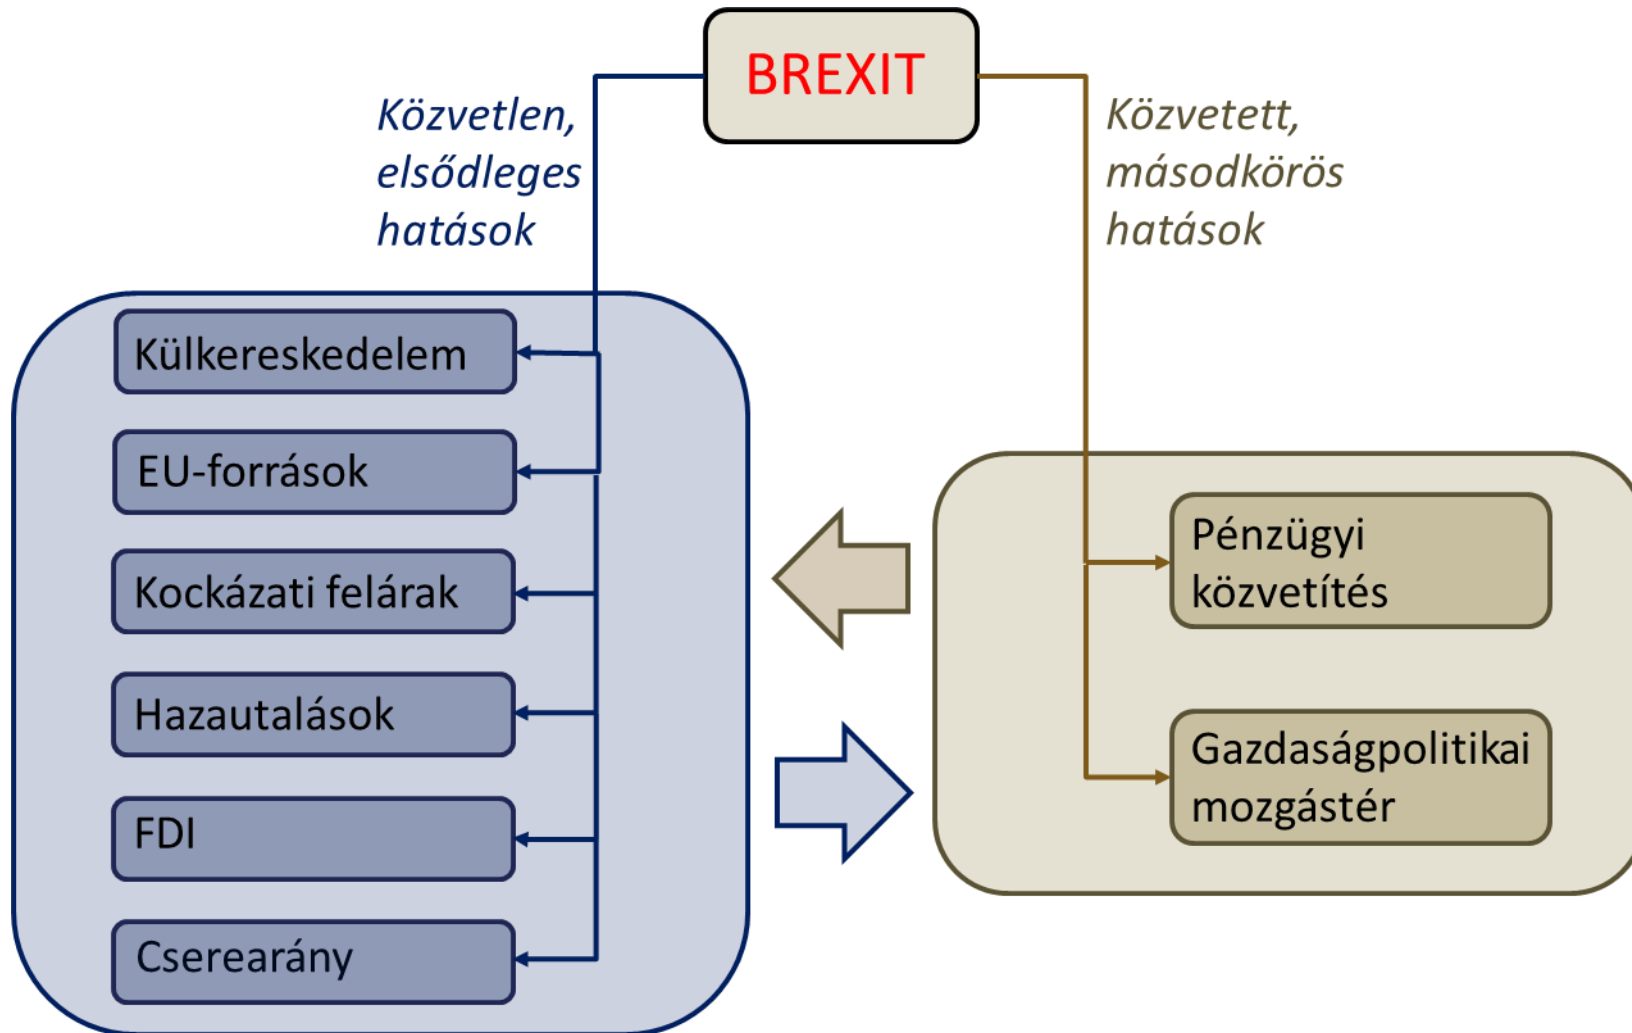 BREXIT
Közvetlen,
elsődleges
hatások
Közvetett,
másodkörös
hatások
Külkereskedelem
EU-források
Kockázati felárak
Hazautalások
FDI
Cserearány
Pénzügyi
közvetítés
Gazdaságpolitikai
mozgástér